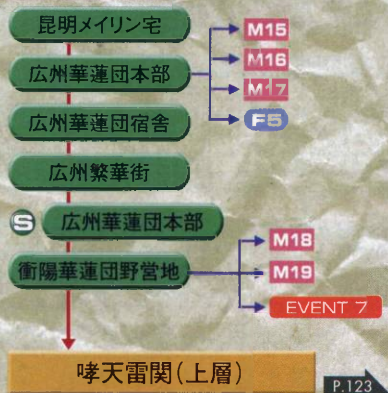 昆明メイリン宅
M15
M16
広州華蓮団本部
M17
広州華蓮団宿舎
F5
広州繁華街
S 広州華蓮団本部
M18
衝陽華蓮団野営地
M19
EVENT 7
哮天雷関(上層)
P.123